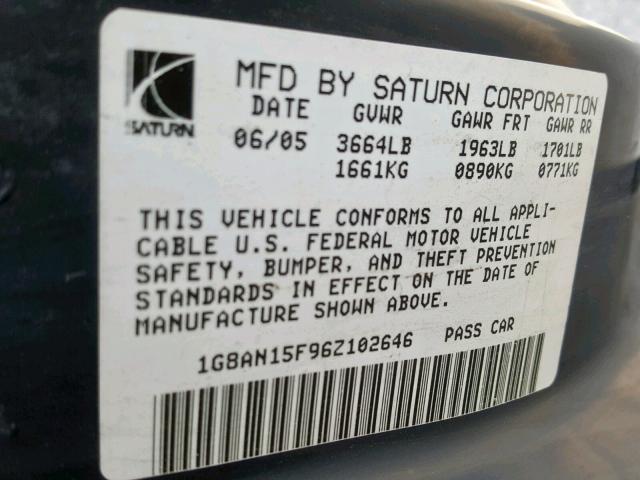 SATURN
MFD BY SATURN CORPORATION
DATE GVWR GAWR FRT GAWR RR
06/05 3664LB 1963LB 1701LB
1661KG 0890KG 0771KG
THIS VEHICLE CONFORMS TO ALL APPLI-
CABLE U.S. FEDERAL MOTOR VEHICLE
SAFETY, BUMPER, AND THEFT PREVENTION
STANDARDS IN EFFECT ON THE DATE OF
MANUFACTURE SHOWN ABOVE.
1G8AN15F96Z102646 PASS CAR